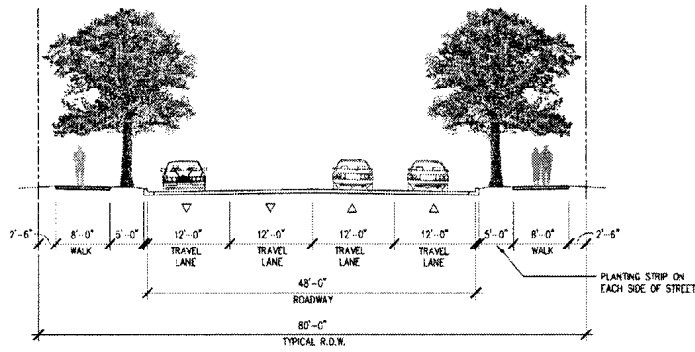 2'-6" 8'-0" 6'-0" 12'-0" 12'-0" 12'-0" 12'-0" 5'-0" 8'-0" 2'-6"
WALK TRAVEL LANE TRAVEL LANE TRAVEL LANE TRAVEL LANE WALK
PLANTING STRIP ON
EACH SIDE OF STREET
48'-0"
ROADWAY
80'-0"
TYPICAL R.O.W.